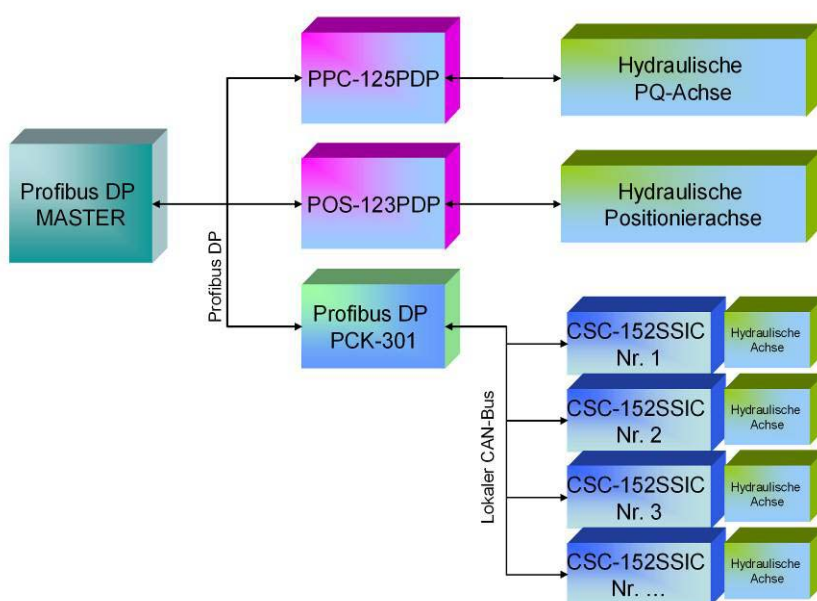 PPC-125PDP
Hydraulische
PQ-Achse
Profibus DP
MASTER
POS-123PDP
Hydraulische
Positionierachse
Profibus DP
Profibus DP
PCK-301
Lokaler CAN-Bus
CSC-152SSIC
Nr. 1
Hydraulische
Achse
CSC-152SSIC
Nr. 2
Hydraulische
Achse
CSC-152SSIC
Nr. 3
Hydraulische
Achse
CSC-152SSIC
Nr. ...
Hydraulische
Achse